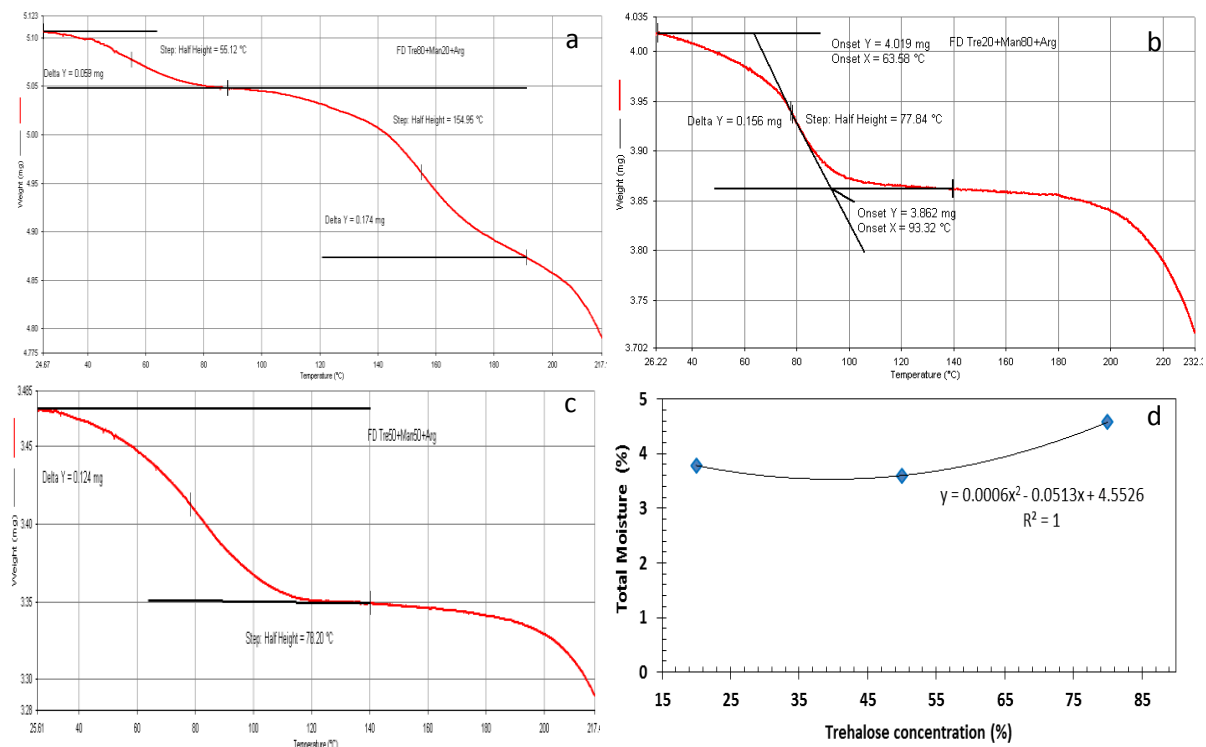 a
5.123
5.10
5.05
5.00
4.95
4.90
4.85
4.80
4.775
Weight (mg)
Step: Half Height = 55.12 °C
FD Tre80+Man20+Arg
Delta Y = 0.059 mg
Step: Half Height = 154.95 °C
Delta Y = 0.174 mg
24.67 40 60 80 100 120 140 160 180 200
Temperature (°C)
b
4.035
4.00
3.95
3.90
3.85
3.80
3.75
3.702
Weight (mg)
Onset Y = 4.019 mg
Onset X = 63.58 °C
FD Tre20+Man80+Arg
Delta Y = 0.156 mg
Step: Half Height = 77.84 °C
Onset Y = 3.862 mg
Onset X = 93.32 °C
26.22 40 60 80 100 120 140 160 180 200 220
Temperature (°C)
c
3.485
3.45
3.40
3.35
3.30
3.28
Weight (mg)
FD Tre50+Man50+Arg
Delta Y = 0.124 mg
Step: Half Height = 78.20 °C
25.61 40 60 80 100 120 140 160 180 200
Temperature (°C)
d
5
4
3
2
1
0
Total Moisture (%)
y = 0.0006x² - 0.0513x + 4.5526
R² = 1
15 25 35 45 55 65 75 85
Trehalose concentration (%)